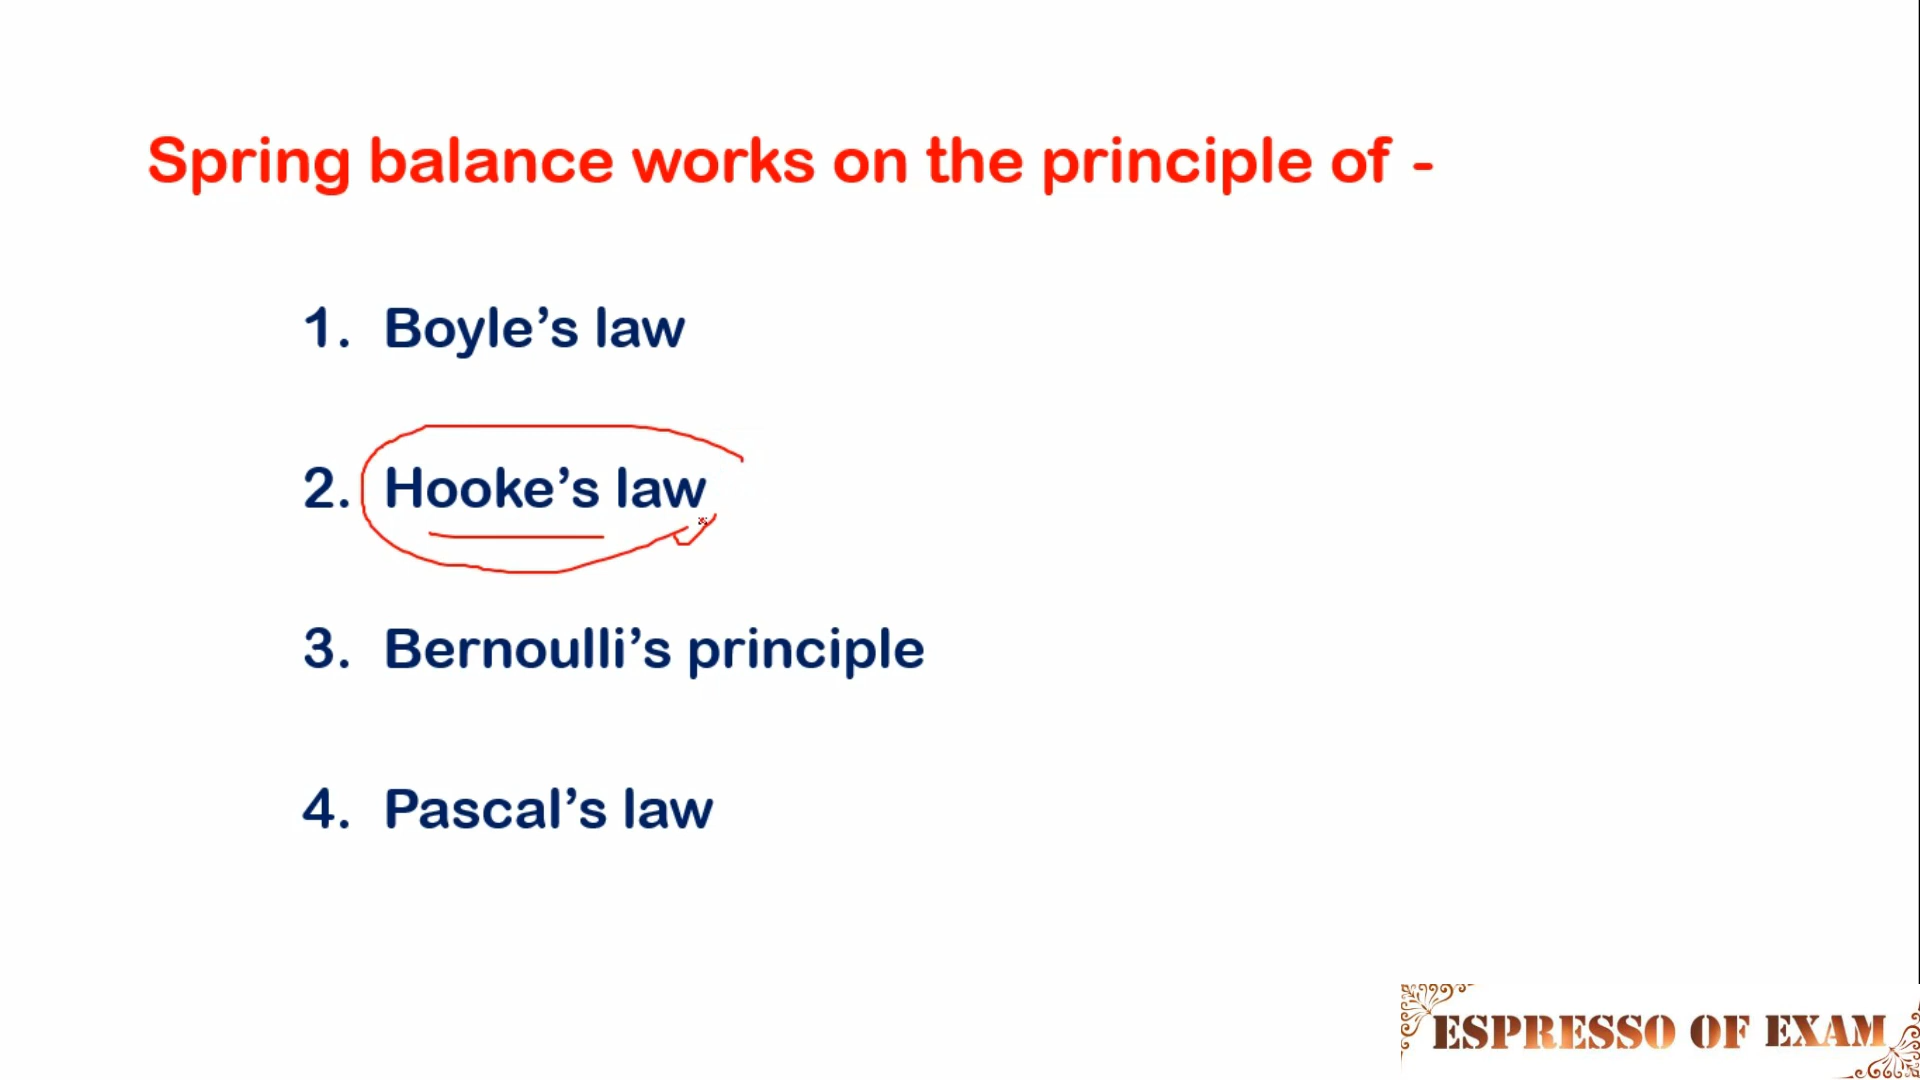 Spring balance works on the principle of -
1. Boyle’s law
2. Hooke’s law
3. Bernoulli’s principle
4. Pascal’s law
ESPRESSO OF EXAM